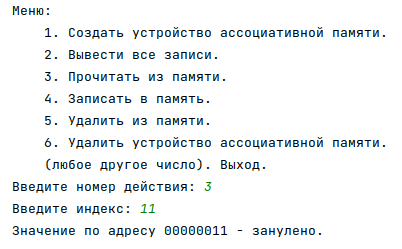 Меню:
1. Создать устройство ассоциативной памяти.
2. Вывести все записи.
3. Прочитать из памяти.
4. Записать в память.
5. Удалить из памяти.
6. Удалить устройство ассоциативной памяти.
(любое другое число). Выход.
Введите номер действия: 3
Введите индекс: 11
Значение по адресу 00000011 - занулено.